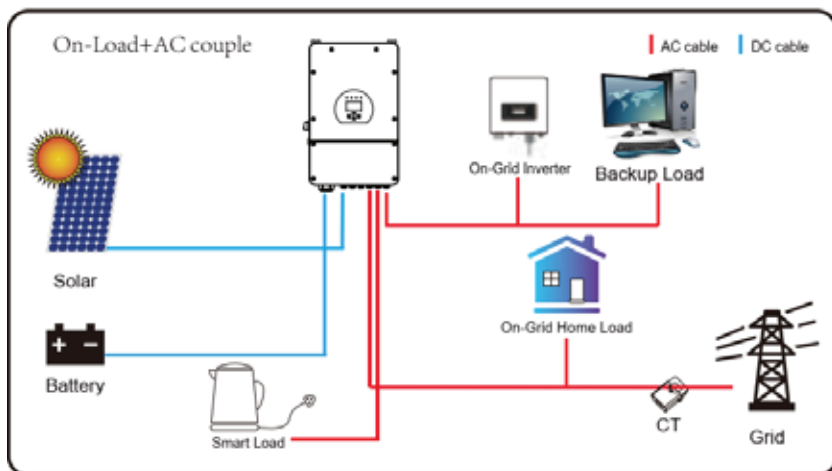 On-Load+AC couple
AC cable
DC cable
On-Grid Inverter
Backup Load
Solar
On-Grid Home Load
Battery
Smart Load
CT
Grid